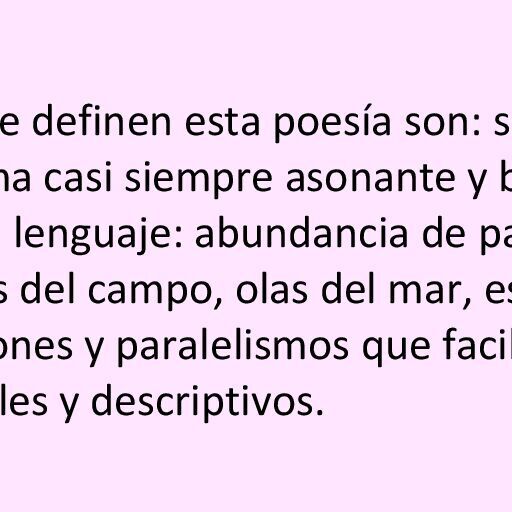 e definen esta poesía son: s
na casi siempre asonante y b
lenguaje: abundancia de pa
s del campo, olas del mar, es
ones y paralelismos que facil
les y descriptivos.